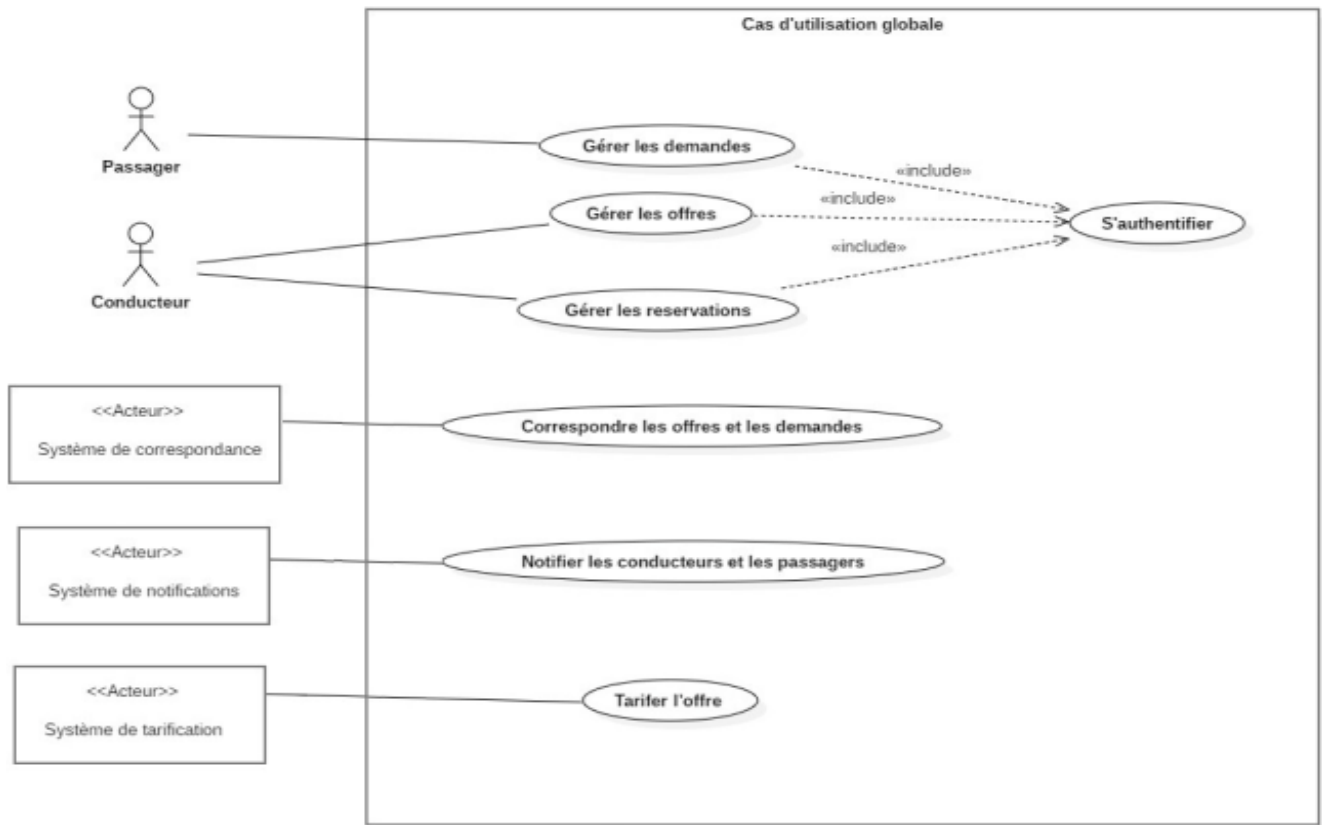 Cas d'utilisation globale
Passager
Gérer les demandes
«include»
Gérer les offres
«include»
S'authentifier
Conducteur
«include»
Gérer les reservations
<<Acteur>>
Système de correspondance
Correspondre les offres et les demandes
<<Acteur>>
Système de notifications
Notifier les conducteurs et les passagers
<<Acteur>>
Système de tarification
Tarifer l'offre